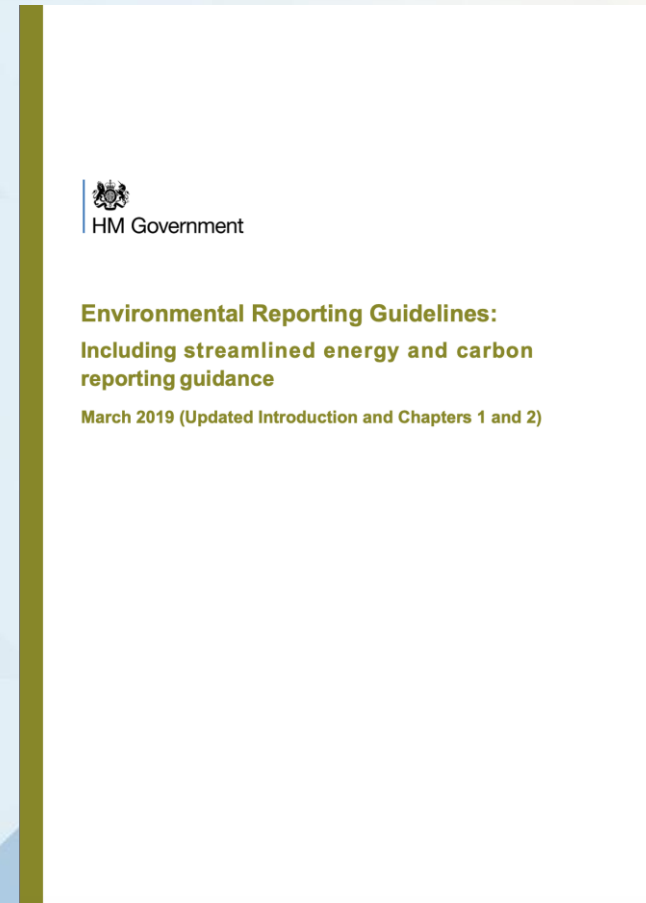 HM Government
Environmental Reporting Guidelines:
Including streamlined energy and carbon
reporting guidance
March 2019 (Updated Introduction and Chapters 1 and 2)